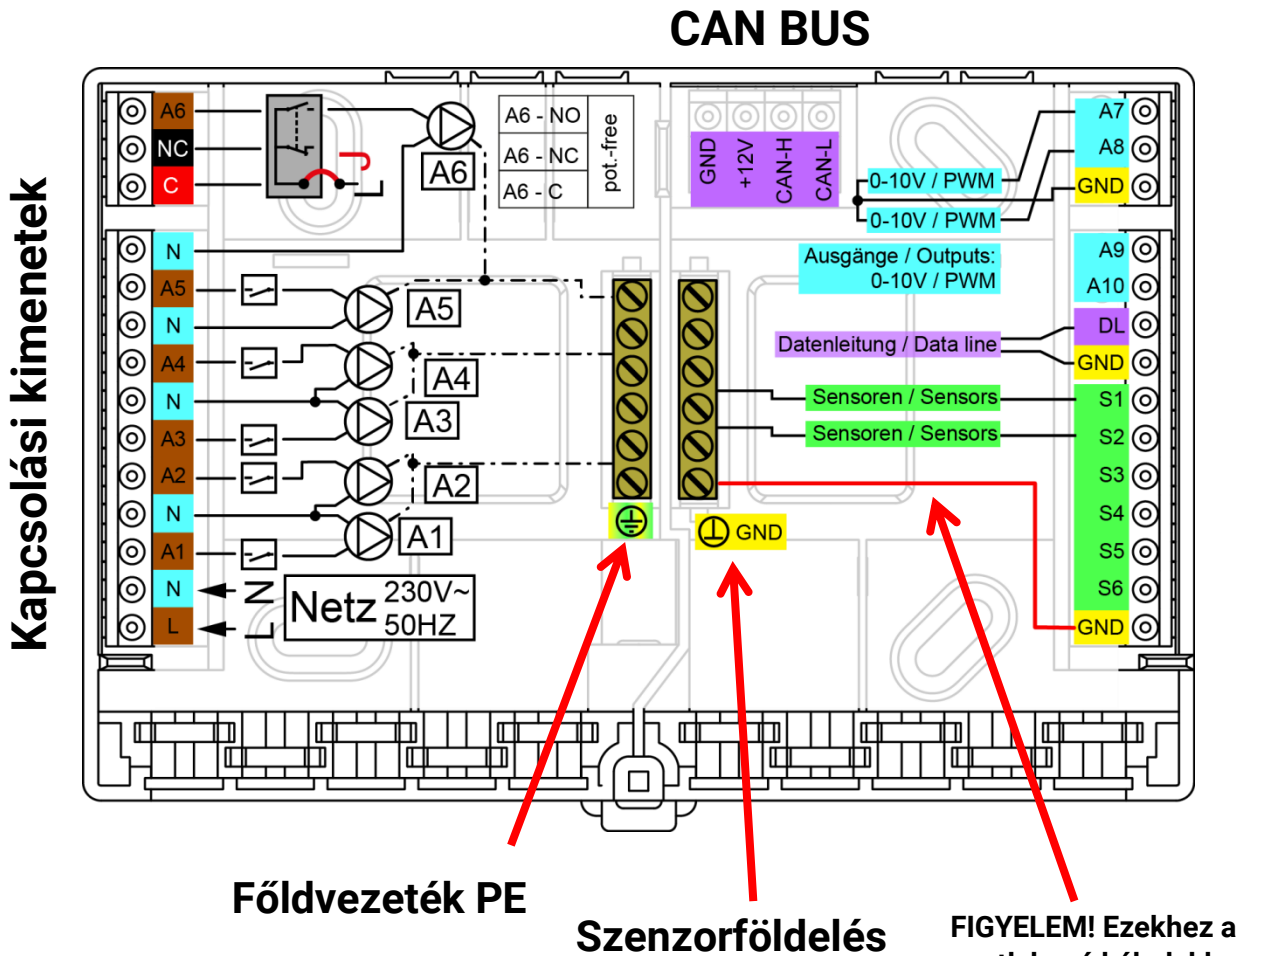 CAN BUS
Kapcsolási kimenetek
A6
NC
C
N
A5
N
A4
N
A3
A2
N
A1
N
L
A6
A5
A4
A3
A2
A1
N
L
Netz 230V~
50HZ
A6 - NO
A6 - NC
A6 - C
pot.-free
GND
+12V
CAN-H
CAN-L
0-10V / PWM
0-10V / PWM
Ausgänge / Outputs:
0-10V / PWM
Datenleitung / Data line
Sensoren / Sensors
Sensoren / Sensors
GND
A7
A8
GND
A9
A10
DL
GND
S1
S2
S3
S4
S5
S6
GND
Főldvezeték PE
Szenzorföldelés
FIGYELEM! Ezekhez a